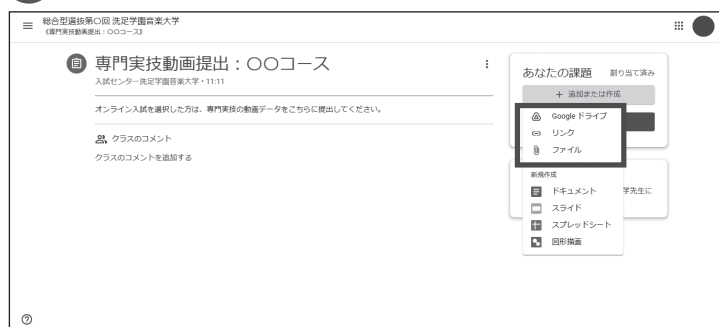 総合型選抜第〇回 洗足学園音楽大学
《専門実技動画提出：〇〇コース》
専門実技動画提出：〇〇コース
入試センター洗足学園音楽大学・11:11
オンライン入試を選択した方は、専門実技の動画データをこちらに提出してください。
クラスのコメント
クラスのコメントを追加する
あなたの課題 割り当て済み
＋ 追加または作成
Google ドライブ
リンク
ファイル
新規作成
ドキュメント
スライド
スプレッドシート
図形描画
学先生に